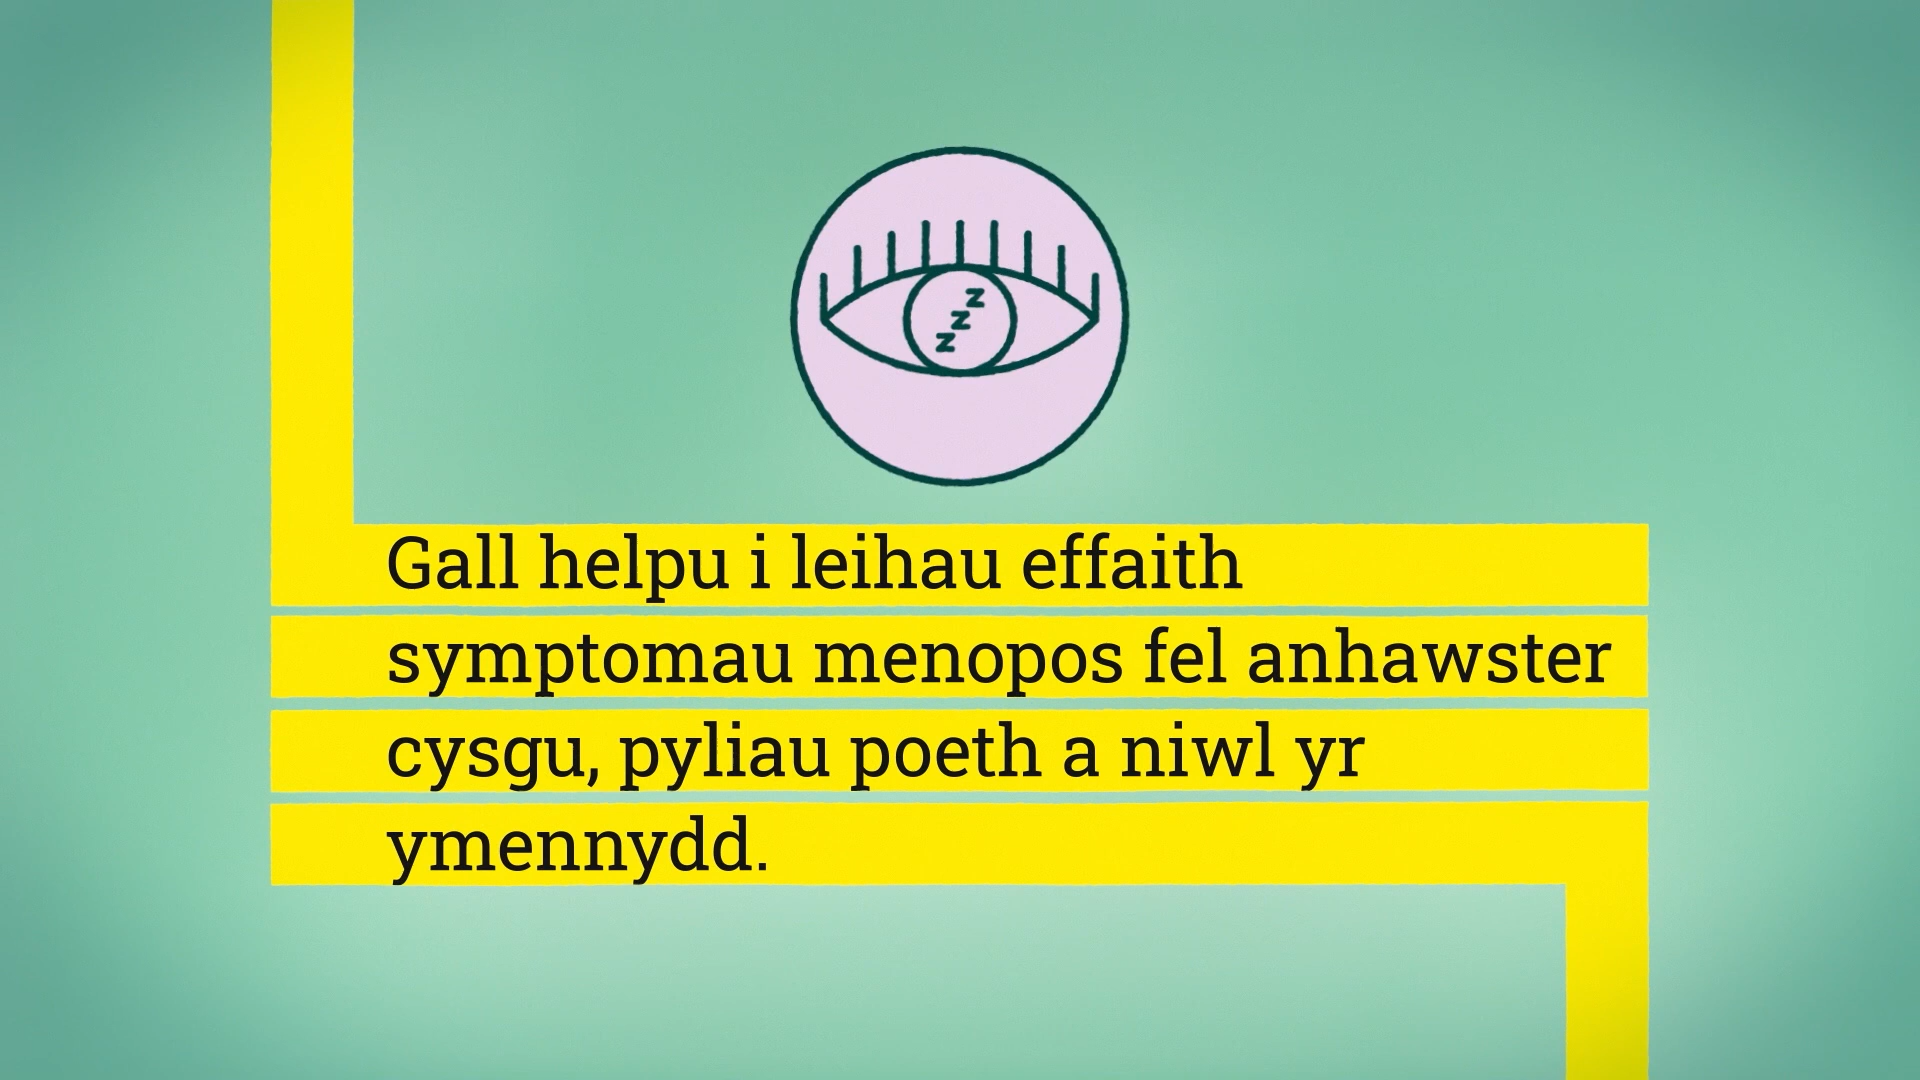 z
z
z
Gall helpu i leihau effaith
symptomau menopos fel anhawster
cysgu, pyliau poeth a niwl yr
ymennydd.